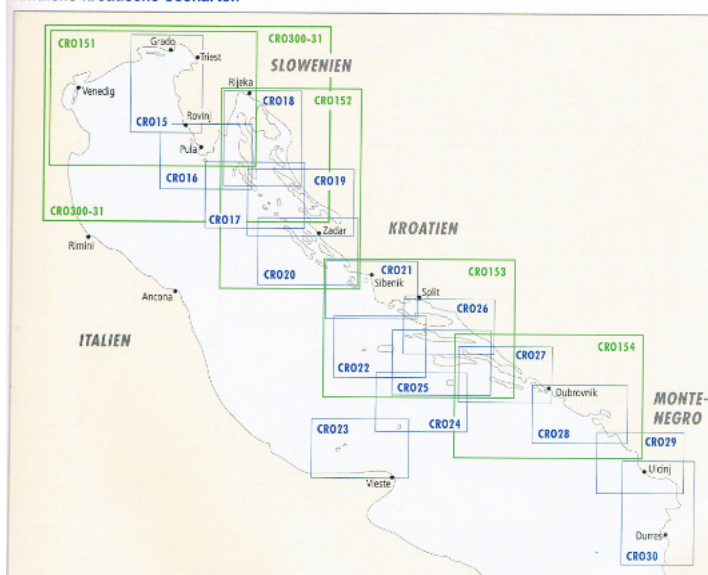 CRO151
Grado
CRO300-31
Triest
SLOWENIEN
Venedig
Rijeka
CRO18
CRO152
CRO15
Rovinj
Pula
CRO16
CRO19
CRO300-31
CRO17
KROATIEN
Zadar
Rimini
CRO20
CRO21
CRO153
Sibenik
Ancona
Split
CRO26
ITALIEN
CRO154
CRO27
CRO22
CRO25
Dubrovnik
MONTE-
NEGRO
CRO23
CRO24
CRO28
CRO29
Ulcinj
Vieste
Durres
CRO30